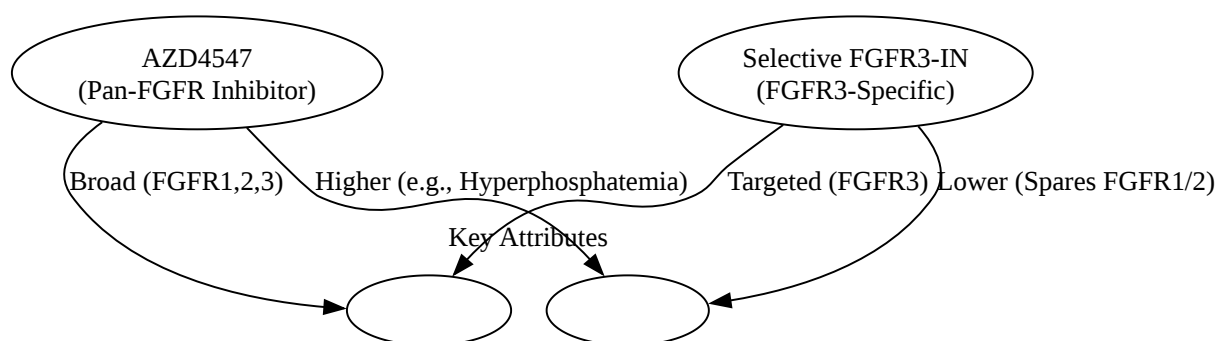 AZD4547
(Pan-FGFR Inhibitor)
Selective FGFR3-IN
(FGFR3-Specific)
Broad (FGFR1,2,3)
Higher (e.g., Hyperphosphatemia)
Targeted (FGFR3)
Lower (Spares FGFR1/2)
Key Attributes